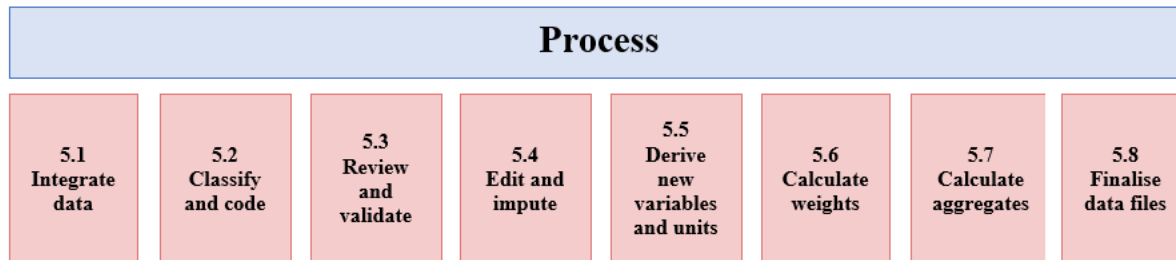 Process
5.1
Integrate
data
5.2
Classify
and code
5.3
Review
and
validate
5.4
Edit and
impute
5.5
Derive
new
variables
and units
5.6
Calculate
weights
5.7
Calculate
aggregates
5.8
Finalise
data files